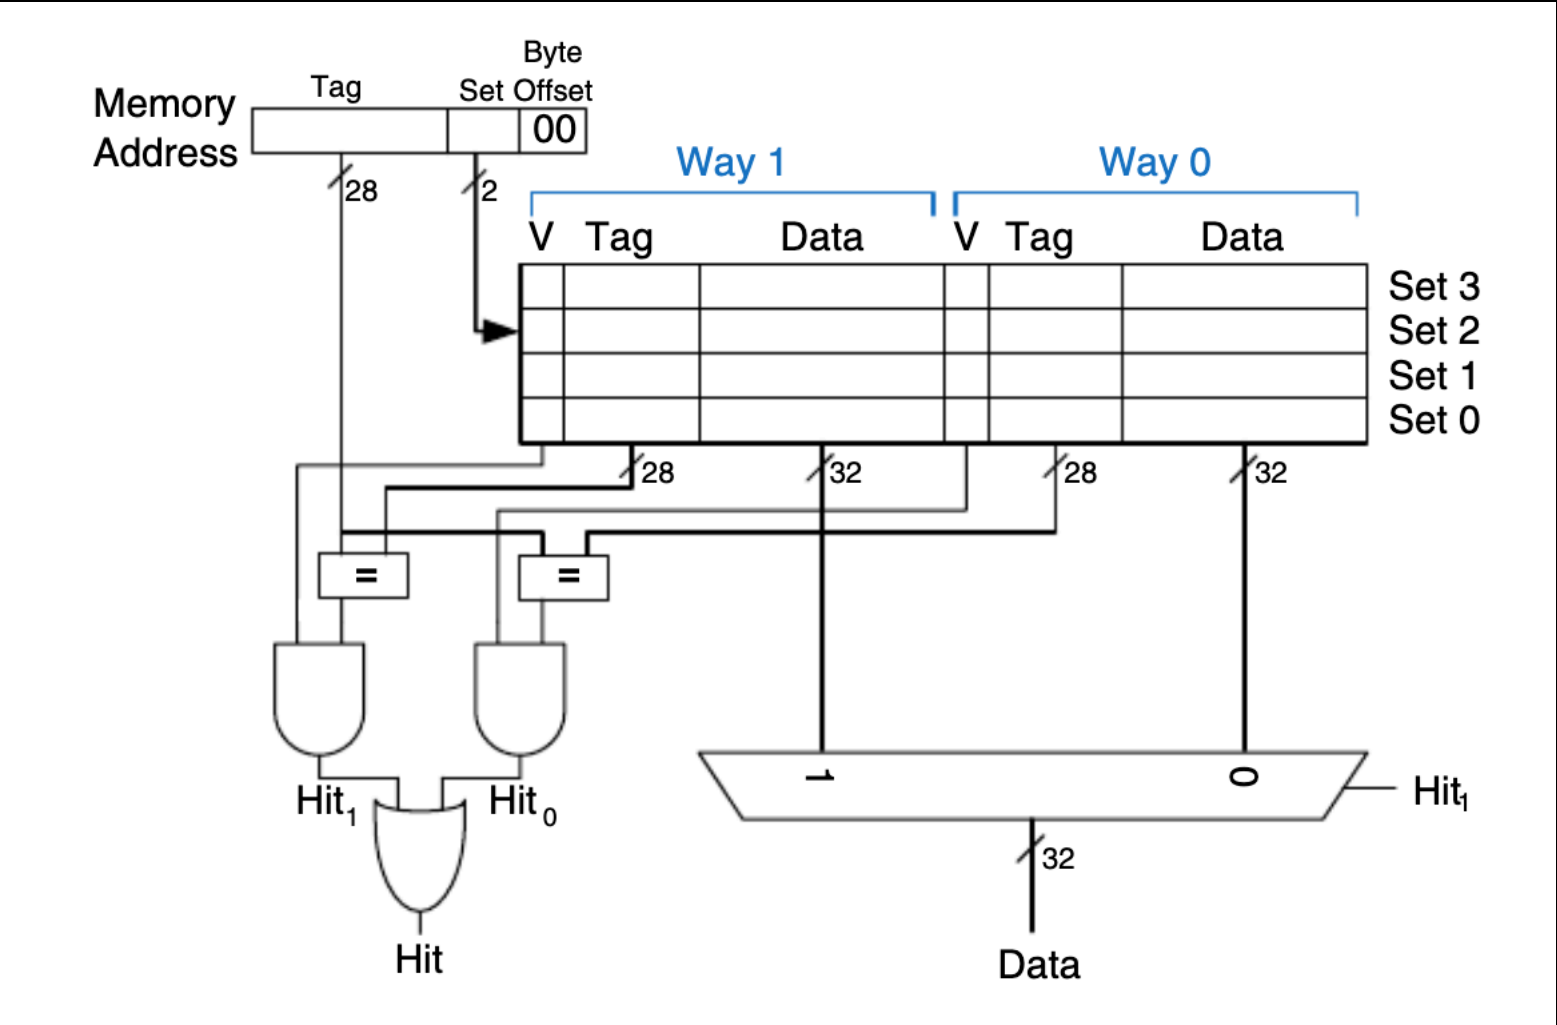 Byte
Tag
Set Offset
Memory
Address
00
28
2
Way 1
Way 0
V Tag Data V Tag Data
Set 3
Set 2
Set 1
Set 0
28
32
28
32
=
=
1
0
Hit1
Hit1
Hit0
32
Hit
Data